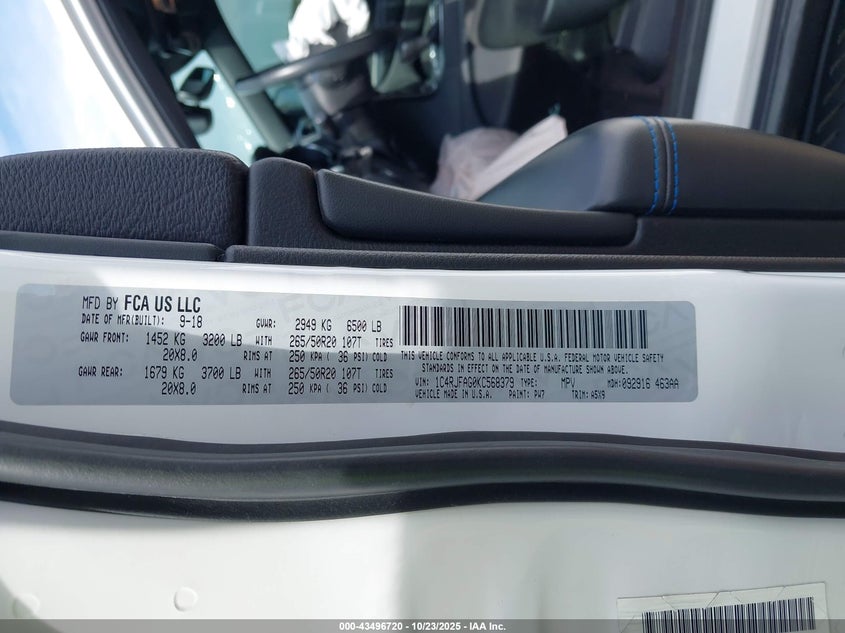 MFD BY FCA US LLC
DATE OF MFR(BUILT): 9-18 GVWR: 2949 KG 6500 LB
GAWR FRONT: 1452 KG 3200 LB WITH 265/50R20 107T TIRES
20X8.0 RIMS AT 250 KPA ( 36 PSI) COLD
GAWR REAR: 1679 KG 3700 LB WITH 265/50R20 107T TIRES
20X8.0 RIMS AT 250 KPA ( 36 PSI) COLD
THIS VEHICLE CONFORMS TO ALL APPLICABLE U.S.A. FEDERAL MOTOR VEHICLE SAFETY
STANDARDS IN EFFECT ON THE DATE OF MANUFACTURE SHOWN ABOVE.
VIN: 1C4RJFAG0KC568379 TYPE: MPV MDH: 092916 463AA
VEHICLE MADE IN U.S.A. PAINT: PW7 TRIM: A5X9
000-43496720 - 10/23/2025 - IAA Inc.